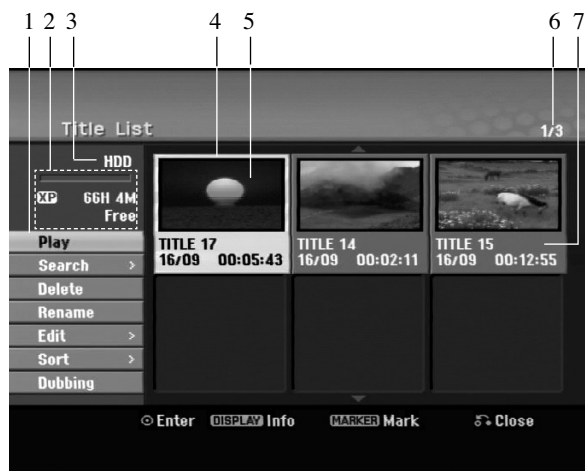 1 2 3 4 5 6 7
Title List
1/3
HDD
XP 66H 4M
Free
Play
Search >
Delete
Rename
Edit >
Sort >
Dubbing
TITLE 17
16/09 00:05:43
TITLE 14
16/09 00:02:11
TITLE 15
16/09 00:12:55
Enter DISPLAY Info MARKER Mark Close